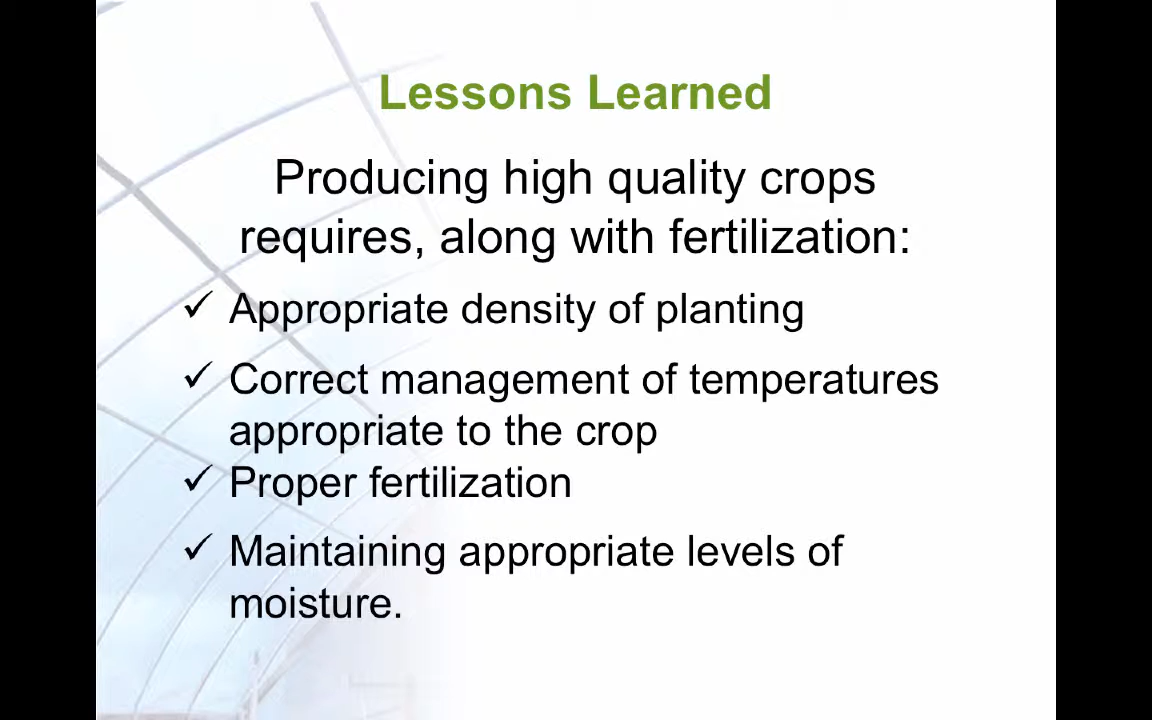 Lessons Learned
Producing high quality crops
requires, along with fertilization:
✓ Appropriate density of planting
✓ Correct management of temperatures
appropriate to the crop
✓ Proper fertilization
✓ Maintaining appropriate levels of
moisture.